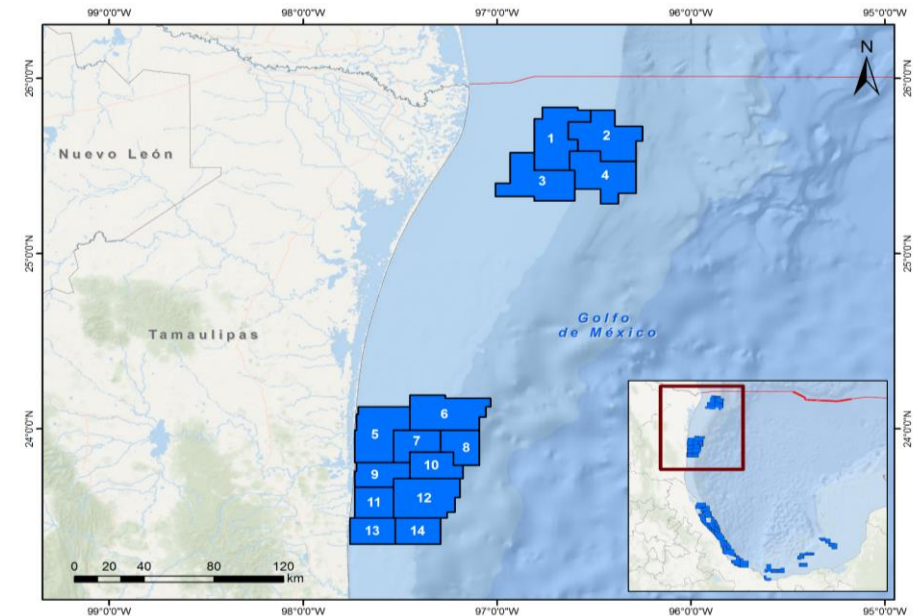 99°0'0"W 98°0'0"W 97°0'0"W 96°0'0"W 95°0'0"W
N
26°0'0"N 26°0'0"N
1 2
Nuevo León
3 4
25°0'0"N 25°0'0"N
Golfo
de México
Tamaulipas
24°0'0"N 24°0'0"N
6
5 7 8
10
9
12
11
13 14
0 20 40 80 120
km
99°0'0"W 98°0'0"W 97°0'0"W 96°0'0"W 95°0'0"W